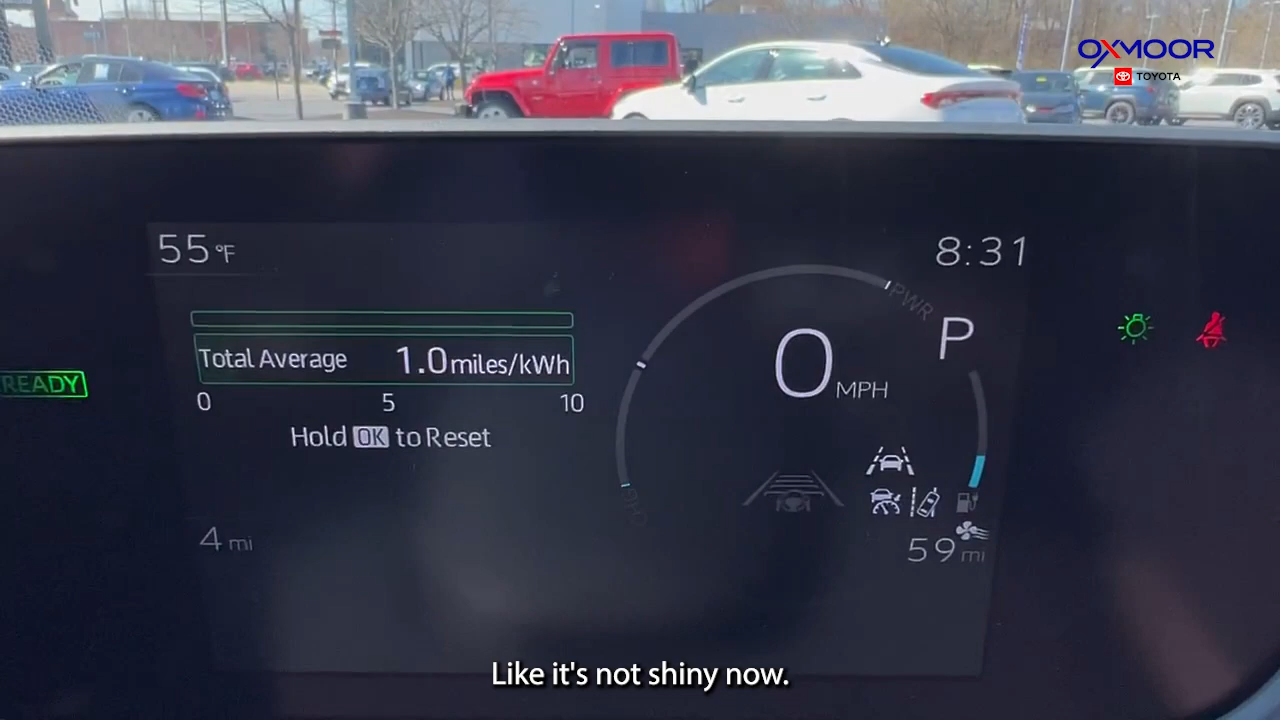 OXMOOR
TOYOTA
55°F
8:31
PWR
Total Average 1.0 miles/kWh
P
0 MPH
READY
0 5 10
Hold OK to Reset
CHG
4 mi
59 mi
Like it's not shiny now.